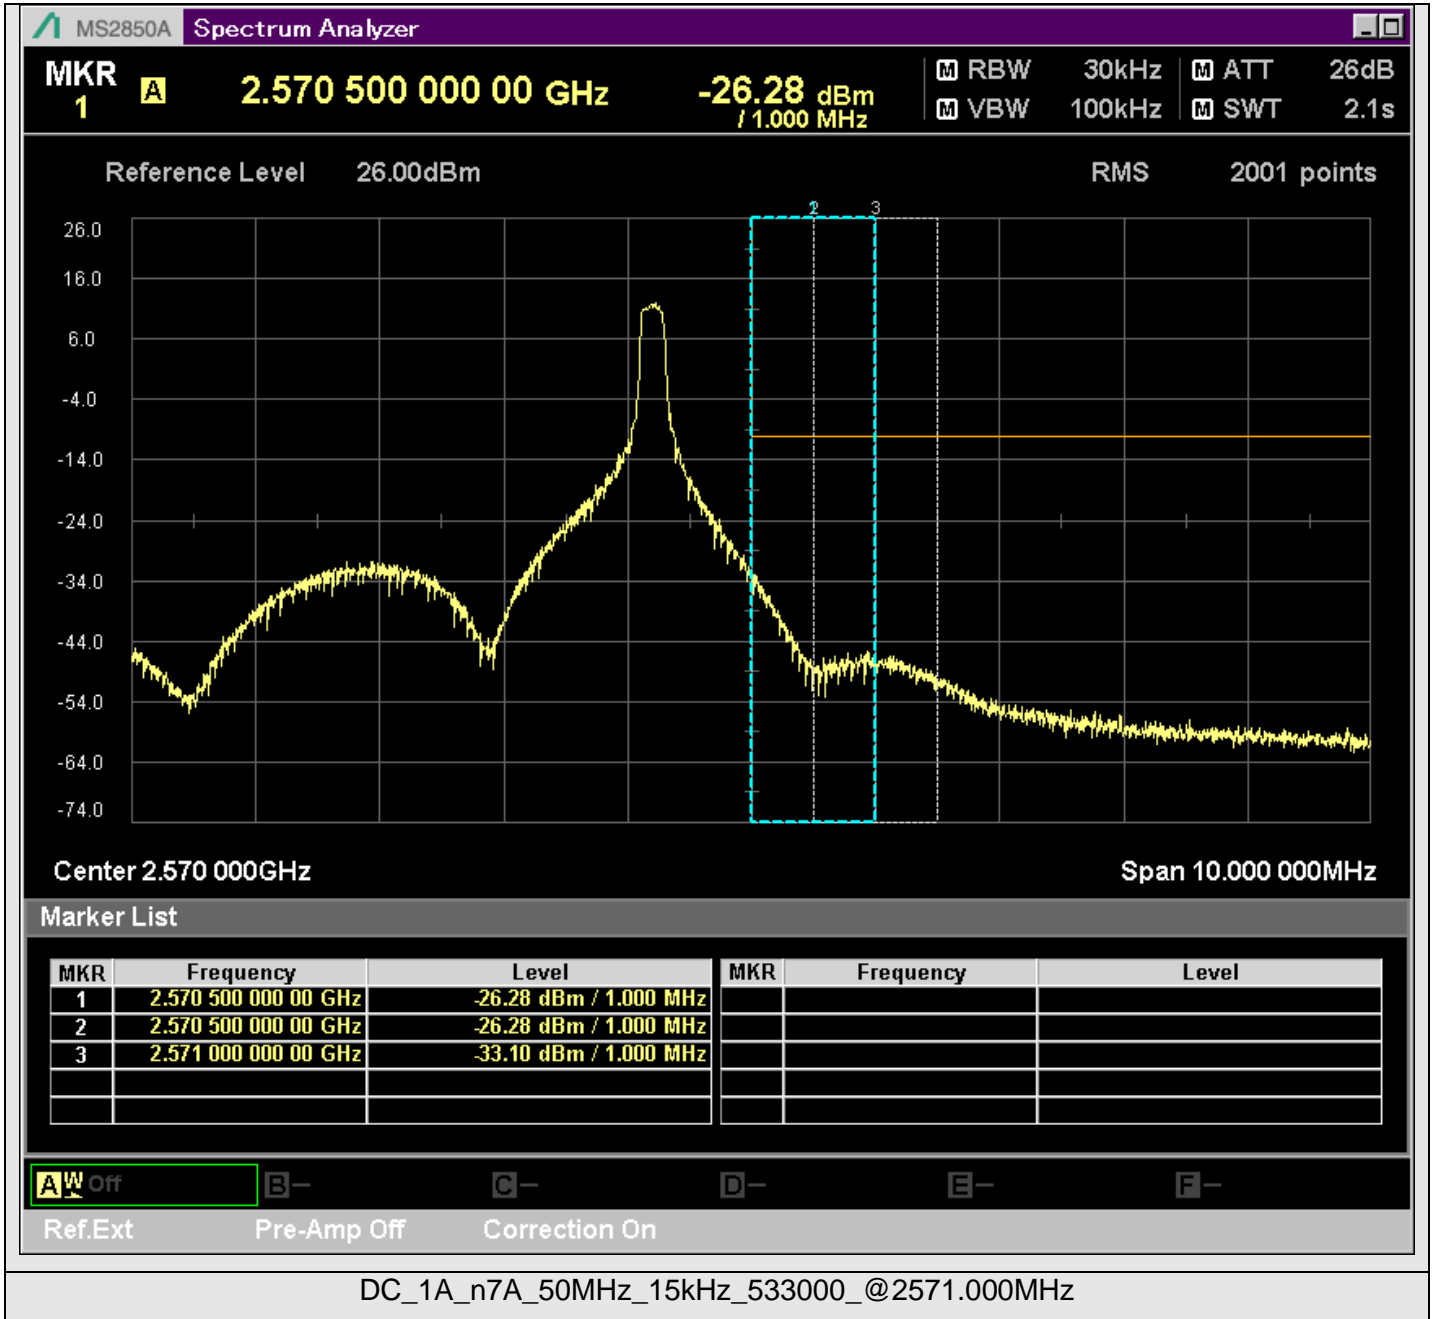 MS2850A Spectrum Analyzer
MKR 1 A 2.570 500 000 00 GHz -26.28 dBm / 1.000 MHz
M RBW 30kHz M ATT 26dB
M VBW 100kHz M SWT 2.1s
Reference Level 26.00dBm RMS 2001 points
2 3
26.0
16.0
6.0
-4.0
-14.0
-24.0
-34.0
-44.0
-54.0
-64.0
-74.0
Center 2.570 000GHz Span 10.000 000MHz
Marker List
MKR Frequency Level MKR Frequency Level
1 2.570 500 000 00 GHz -26.28 dBm / 1.000 MHz
2 2.570 500 000 00 GHz -26.28 dBm / 1.000 MHz
3 2.571 000 000 00 GHz -33.10 dBm / 1.000 MHz
A W Off B C D E F
Ref.Ext Pre-Amp Off Correction On
DC_1A_n7A_50MHz_15kHz_533000_@2571.000MHz